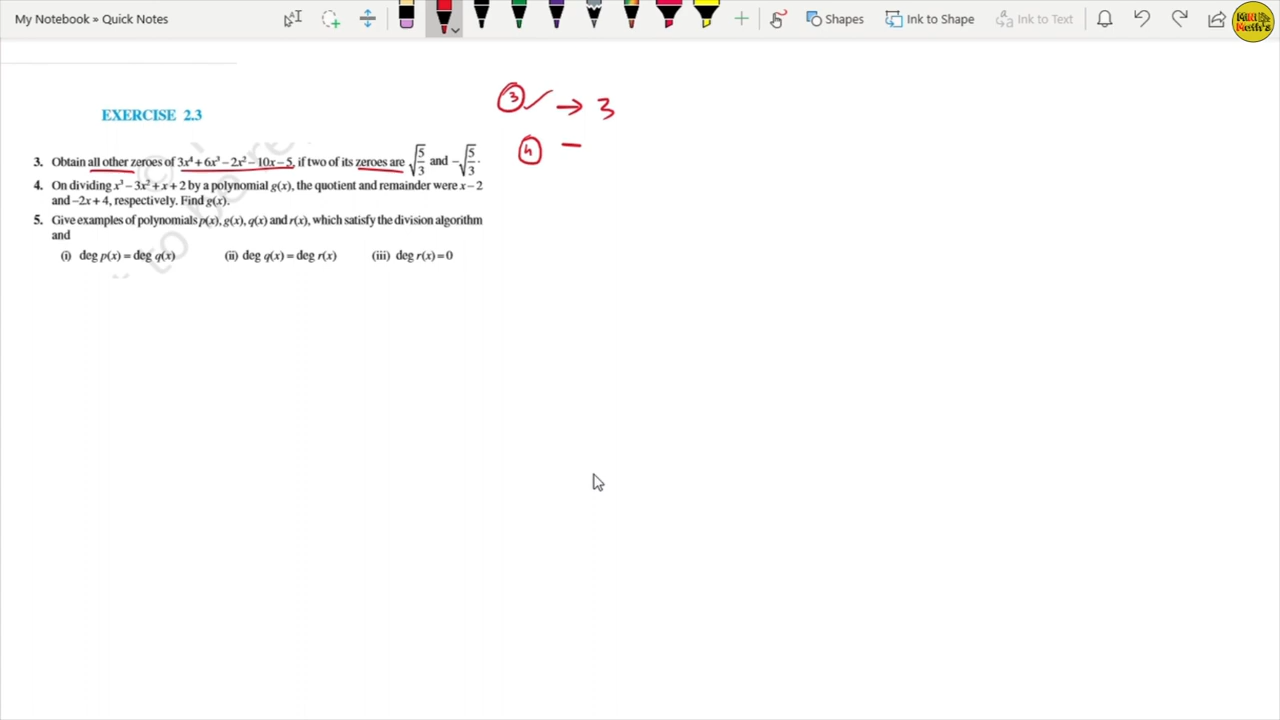 My Notebook » Quick Notes
Shapes
Ink to Shape
Ink to Text
Miki Math's
EXERCISE 2.3
3. Obtain all other zeroes of 3x⁴ + 6x³ – 2x² – 10x – 5, if two of its zeroes are √(5/3) and –√(5/3).
4. On dividing x³ – 3x² + x + 2 by a polynomial g(x), the quotient and remainder were x – 2
and –2x + 4, respectively. Find g(x).
5. Give examples of polynomials p(x), g(x), q(x) and r(x), which satisfy the division algorithm
and
(i) deg p(x) = deg q(x) (ii) deg q(x) = deg r(x) (iii) deg r(x) = 0
3 ✓ → 3
4 –